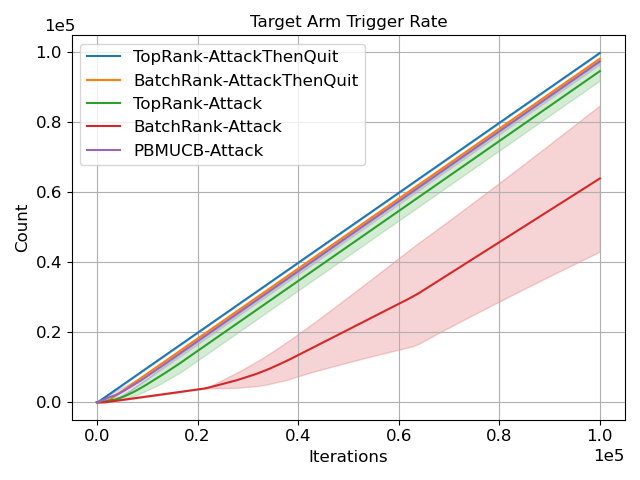 Target Arm Trigger Rate
1e5
TopRank-AttackThenQuit
BatchRank-AttackThenQuit
TopRank-Attack
BatchRank-Attack
PBMUCB-Attack
1.0
0.8
0.6
0.4
0.2
0.0
Count
0.0 0.2 0.4 0.6 0.8 1.0
Iterations
1e5